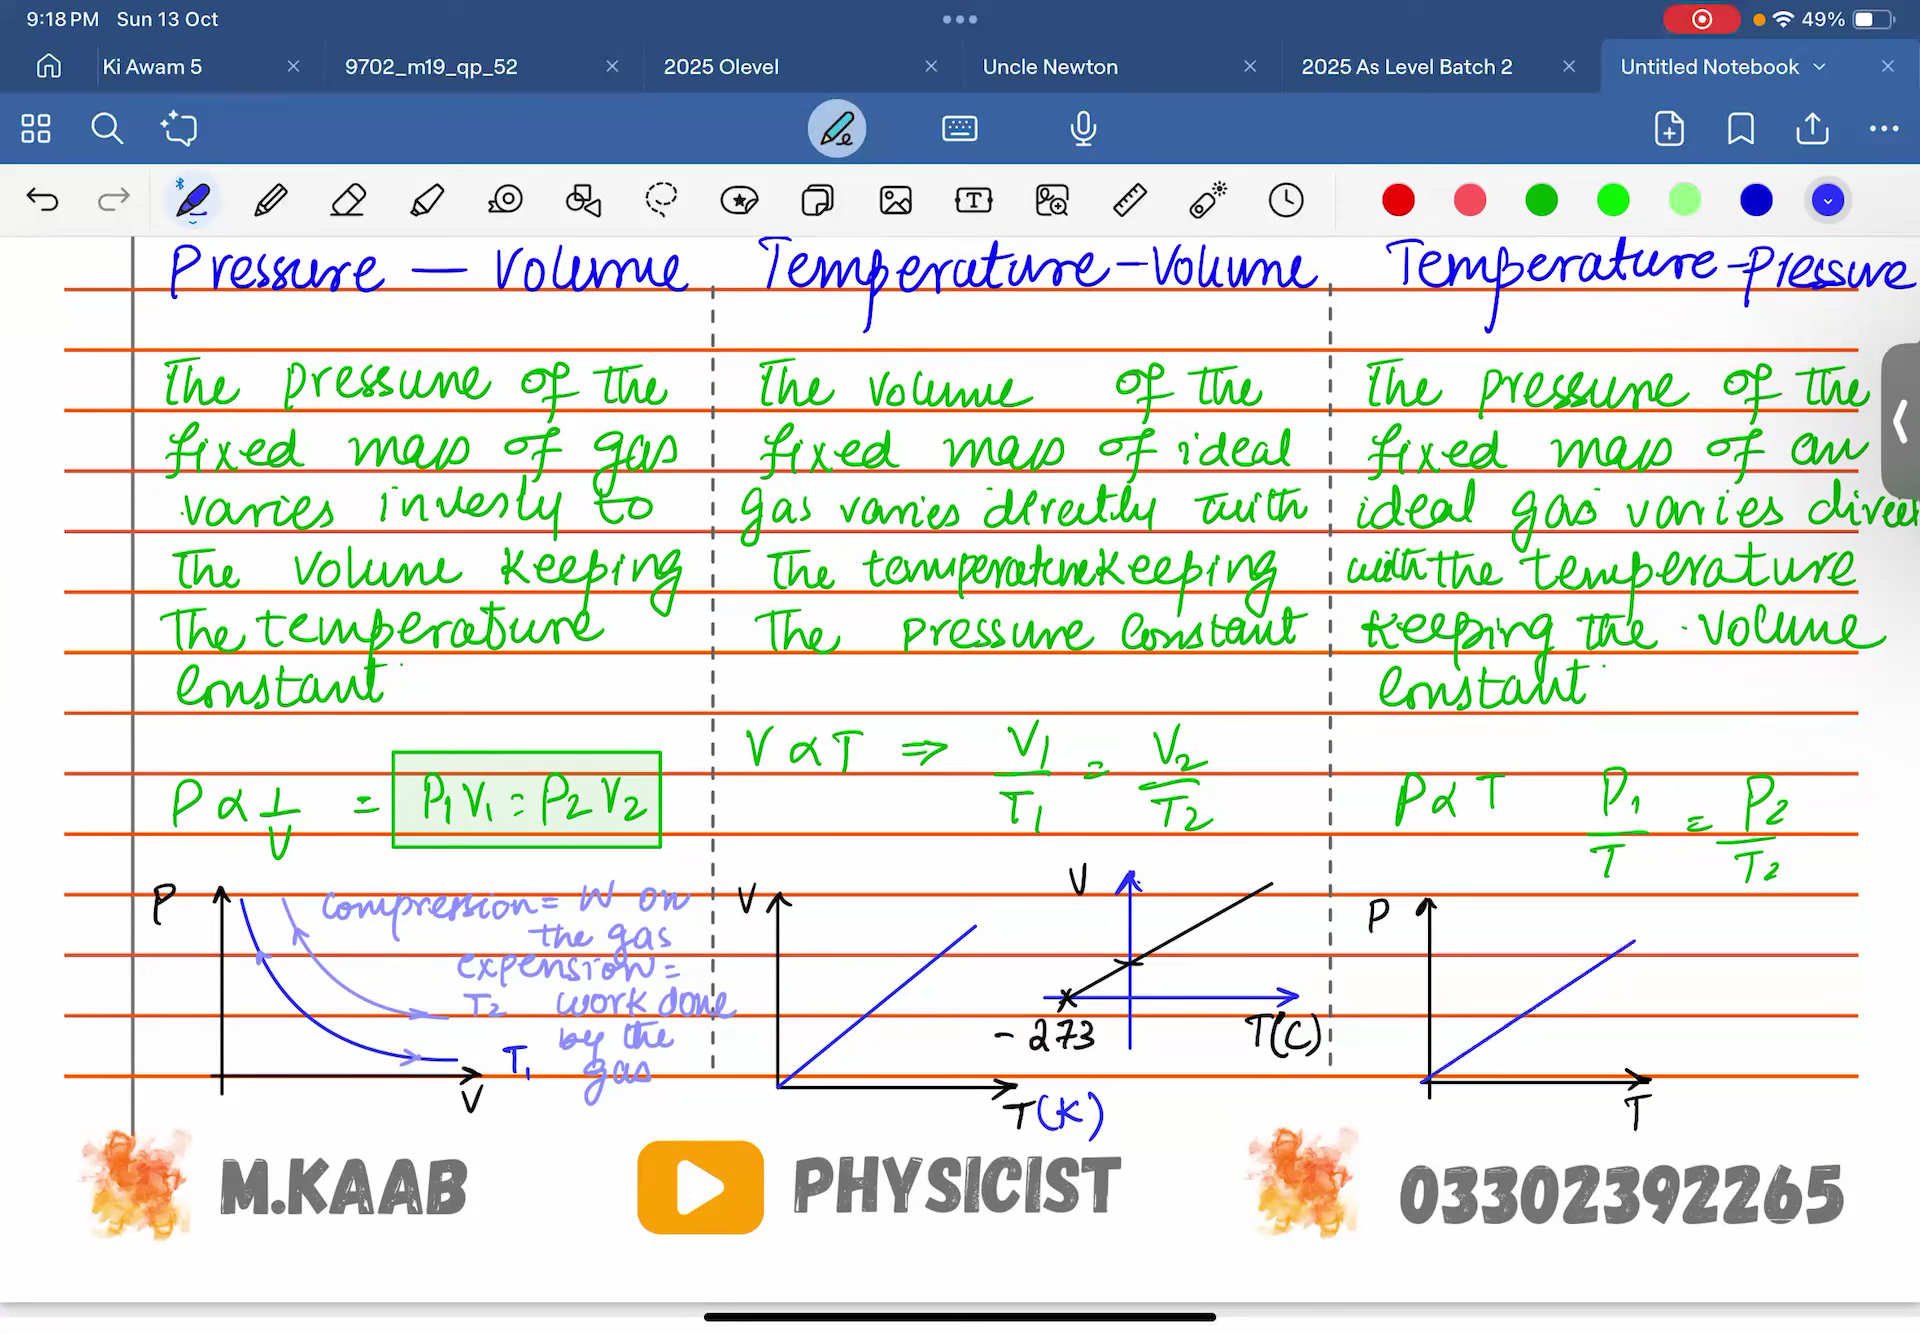 9:18 PM Sun 13 Oct
49%
Ki Awam 5
9702_m19_qp_52
2025 Olevel
Uncle Newton
2025 As Level Batch 2
Untitled Notebook
Pressure — Volume
The pressure of the
fixed mass of gas
varies inversly to
The volume keeping
The temperature
constant
P ∝ 1/V = P₁V₁ = P₂V₂
P
compression = W on
the gas
expension =
T₂ work done
by the
gas
T₁
V
Temperature-Volume
The volume of the
fixed mass of ideal
gas varies directly with
The temperature keeping
The pressure constant
V ∝ T ⇒ V₁/T₁ = V₂/T₂
V
T(K)
V
-273
T(C)
Temperature-Pressure
The pressure of the
fixed mass of an
ideal gas varies direct
with the temperature
keeping the volume
constant
P ∝ T P₁/T = P₂/T₂
P
T
M.KAAB
PHYSICIST
03302392265